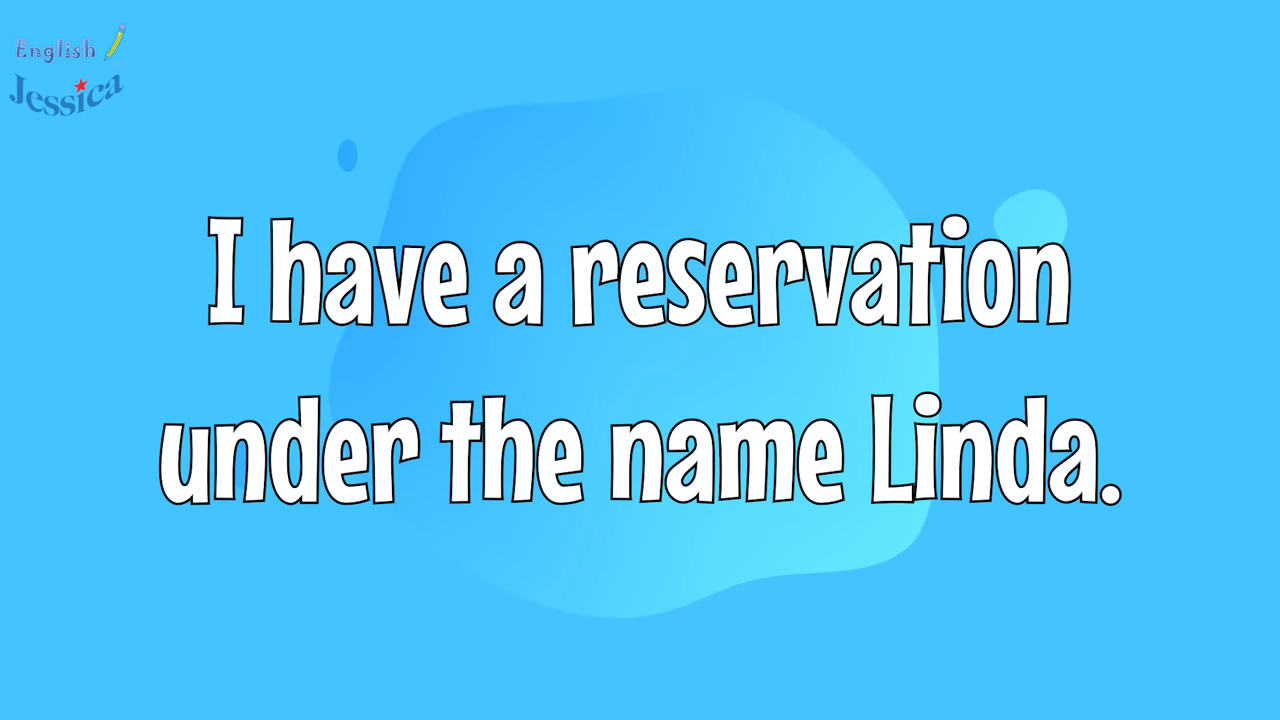 English
Jessica
I have a reservation
under the name Linda.